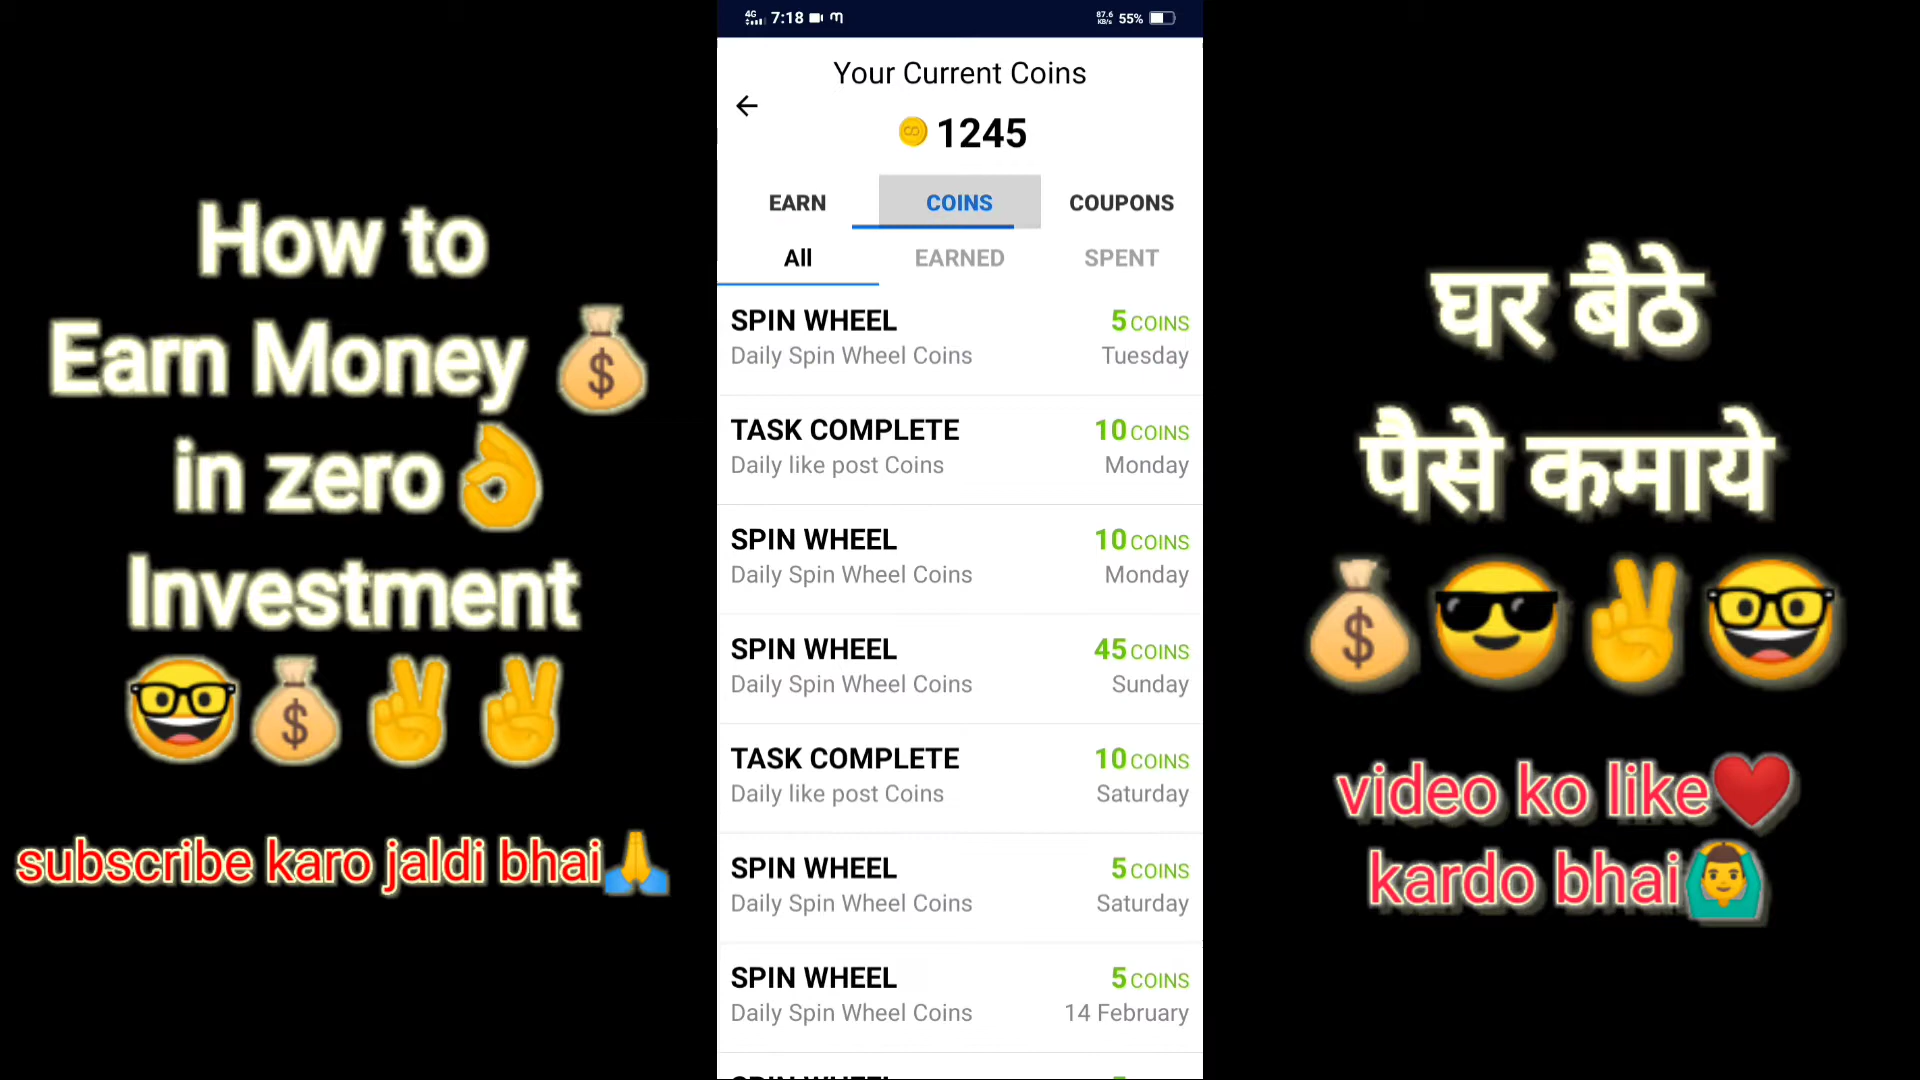 How to
Earn Money 💰
in zero👌
Investment
🤓💰✌✌
subscribe karo jaldi bhai🙏
4G 7:18 87.6 KB/s 55%
Your Current Coins
1245
EARN COINS COUPONS
All EARNED SPENT
SPIN WHEEL 5 COINS
Daily Spin Wheel Coins Tuesday
TASK COMPLETE 10 COINS
Daily like post Coins Monday
SPIN WHEEL 10 COINS
Daily Spin Wheel Coins Monday
SPIN WHEEL 45 COINS
Daily Spin Wheel Coins Sunday
TASK COMPLETE 10 COINS
Daily like post Coins Saturday
SPIN WHEEL 5 COINS
Daily Spin Wheel Coins Saturday
SPIN WHEEL 5 COINS
Daily Spin Wheel Coins 14 February
घर बैठे
पैसे कमाये
💰😎✌🤓
video ko like❤️
kardo bhai🙆‍♂️